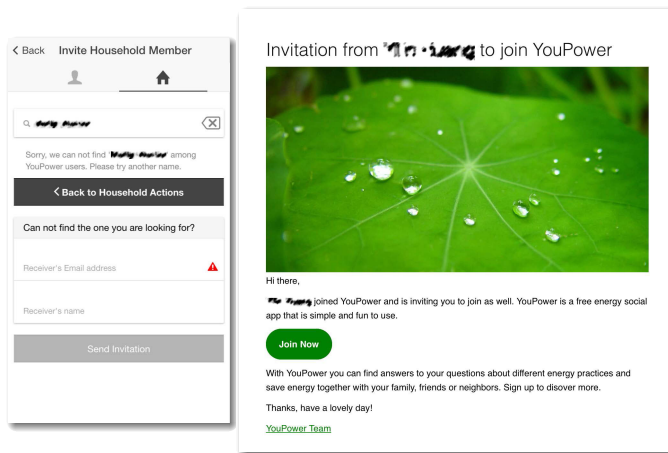 Back Invite Household Member
Sorry, we can not find ' ' among
YouPower users. Please try another name.
Back to Household Actions
Can not find the one you are looking for?
Receiver's Email address
Receiver's name
Send Invitation
Invitation from to join YouPower
Hi there,
joined YouPower and is inviting you to join as well. YouPower is a free energy social
app that is simple and fun to use.
Join Now
With YouPower you can find answers to your questions about different energy practices and
save energy together with your family, friends or neighbors. Sign up to disover more.
Thanks, have a lovely day!
YouPower Team